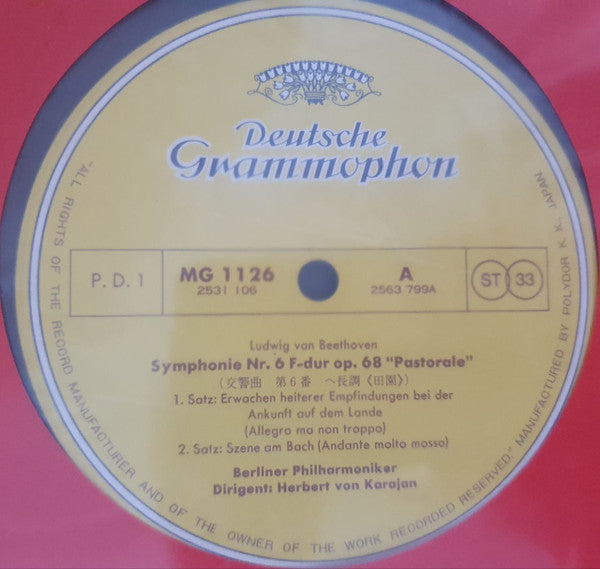 Deutsche
Grammophon
P.D.1
MG 1126
2531 106
A
2563 799A
ST 33
Ludwig van Beethoven
Symphonie Nr. 6 F-dur op. 68 "Pastorale"
(交響曲 第6番 ヘ長調《田園》)
1. Satz: Erwachen heiterer Empfindungen bei der
Ankunft auf dem Lande
(Allegro ma non troppo)
2. Satz: Szene am Bach (Andante molto mosso)
Berliner Philharmoniker
Dirigent: Herbert von Karajan
"ALL RIGHTS OF THE RECORD MANUFACTURER AND OF THE OWNER OF THE WORK RECORDED RESERVED." MANUFACTURED BY POLYDOR K. K., JAPAN.